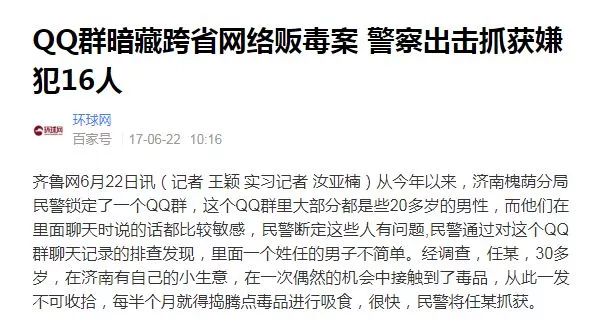 QQ群暗藏跨省网络贩毒案 警察出击抓获嫌
犯16人
环球网
环球网
百家号 17-06-22 10:16
齐鲁网6月22日讯（记者 王颖 实习记者 汝亚楠）从今年以来，济南槐荫分局
民警锁定了一个QQ群，这个QQ群里大部分都是些20多岁的男性，而他们在
里面聊天时说的话都比较敏感，民警断定这些人有问题,民警通过对这个QQ
群聊天记录的排查发现，里面一个姓任的男子不简单。经调查，任某，30多
岁，在济南有自己的小生意，在一次偶然的机会中接触到了毒品，从此一发
不可收拾，每半个月就得捣腾点毒品进行吸食，很快，民警将任某抓获。